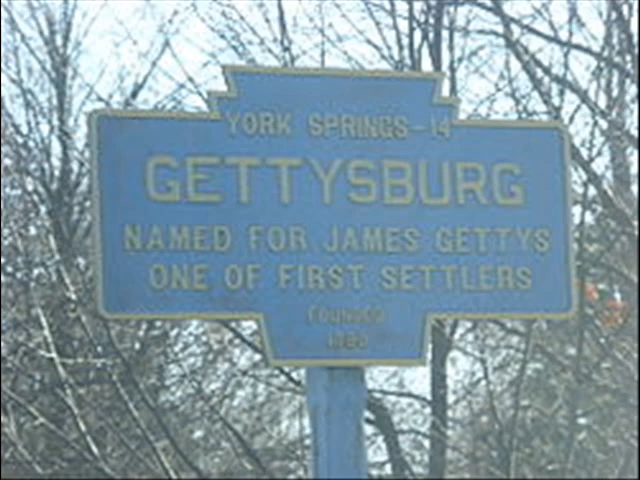 YORK SPRINGS-14
GETTYSBURG
NAMED FOR JAMES GETTYS
ONE OF FIRST SETTLERS
FOUNDED